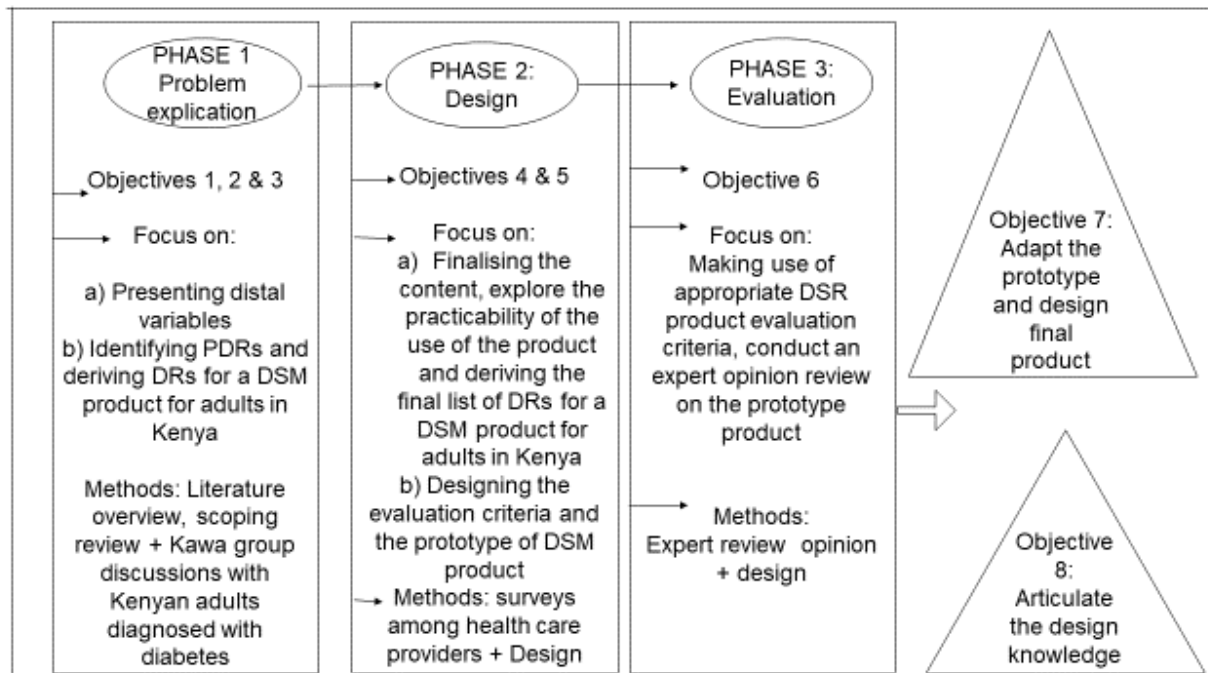 PHASE 1
Problem
explication
Objectives 1, 2 & 3
Focus on:
a) Presenting distal
variables
b) Identifying PDRs and
deriving DRs for a DSM
product for adults in
Kenya
Methods: Literature
overview, scoping
review + Kawa group
discussions with
Kenyan adults
diagnosed with
diabetes
PHASE 2:
Design
Objectives 4 & 5
Focus on:
a) Finalising the
content, explore the
practicability of the
use of the product
and deriving the
final list of DRs for a
DSM product for
adults in Kenya
b) Designing the
evaluation criteria and
the prototype of DSM
product
Methods: surveys
among health care
providers + Design
PHASE 3:
Evaluation
Objective 6
Focus on:
Making use of
appropriate DSR
product evaluation
criteria, conduct an
expert opinion review
on the prototype
product
Methods:
Expert review opinion
+ design
Objective 7:
Adapt the
prototype
and design
final
product
Objective
8:
Articulate
the design
knowledge